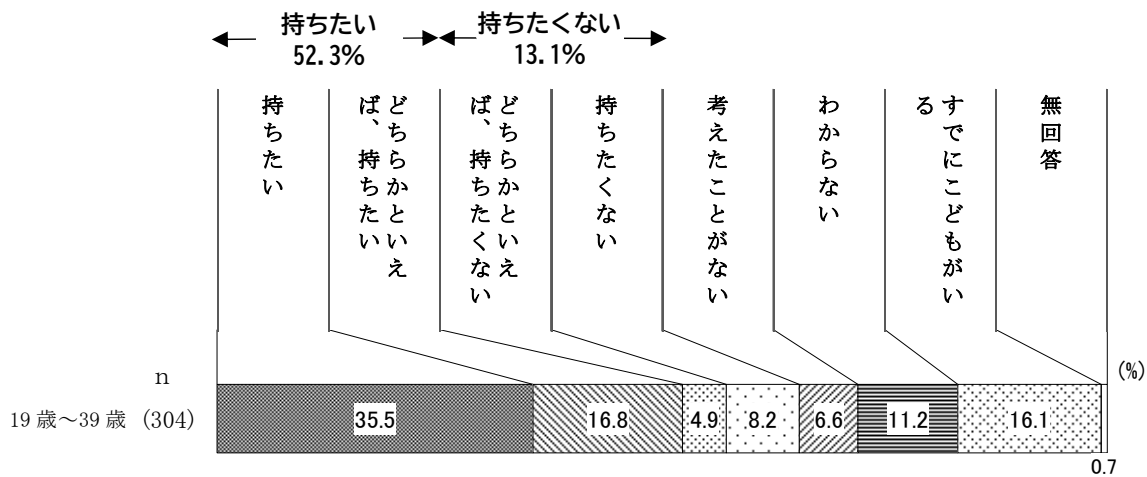 持ちたい
52.3%
持ちたくない
13.1%
持ちたい
どちらかといえ
ば、持ちたい
どちらかといえ
ば、持ちたくない
持ちたくない
考えたことがない
わからない
すでにこどもがい
る
無回答
(%)
n
19歳～39歳 (304)
35.5
16.8
4.9
8.2
6.6
11.2
16.1
0.7